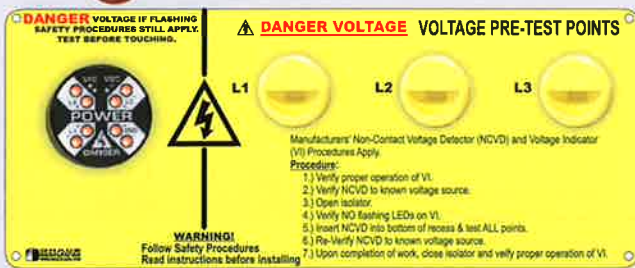 DANGER VOLTAGE IF FLASHING
SAFETY PROCEDURES STILL APPLY.
TEST BEFORE TOUCHING.
POWER
DANGER
WARNING!
Follow Safety Procedures
Read instructions before installing
DANGER VOLTAGE VOLTAGE PRE-TEST POINTS
L1
L2
L3
Manufacturers' Non-Contact Voltage Detector (NCVD) and Voltage Indicator
(VI) Procedures Apply.
Procedure:
1.) Verify proper operation of VI.
2.) Verify NCVD to known voltage source.
3.) Open isolator.
4.) Verify NO flashing LEDs on VI.
5.) Insert NCVD into bottom of recess & test ALL points.
6.) Re-Verify NCVD to known voltage source.
7.) Upon completion of work, close isolator and veify proper operation of VI.